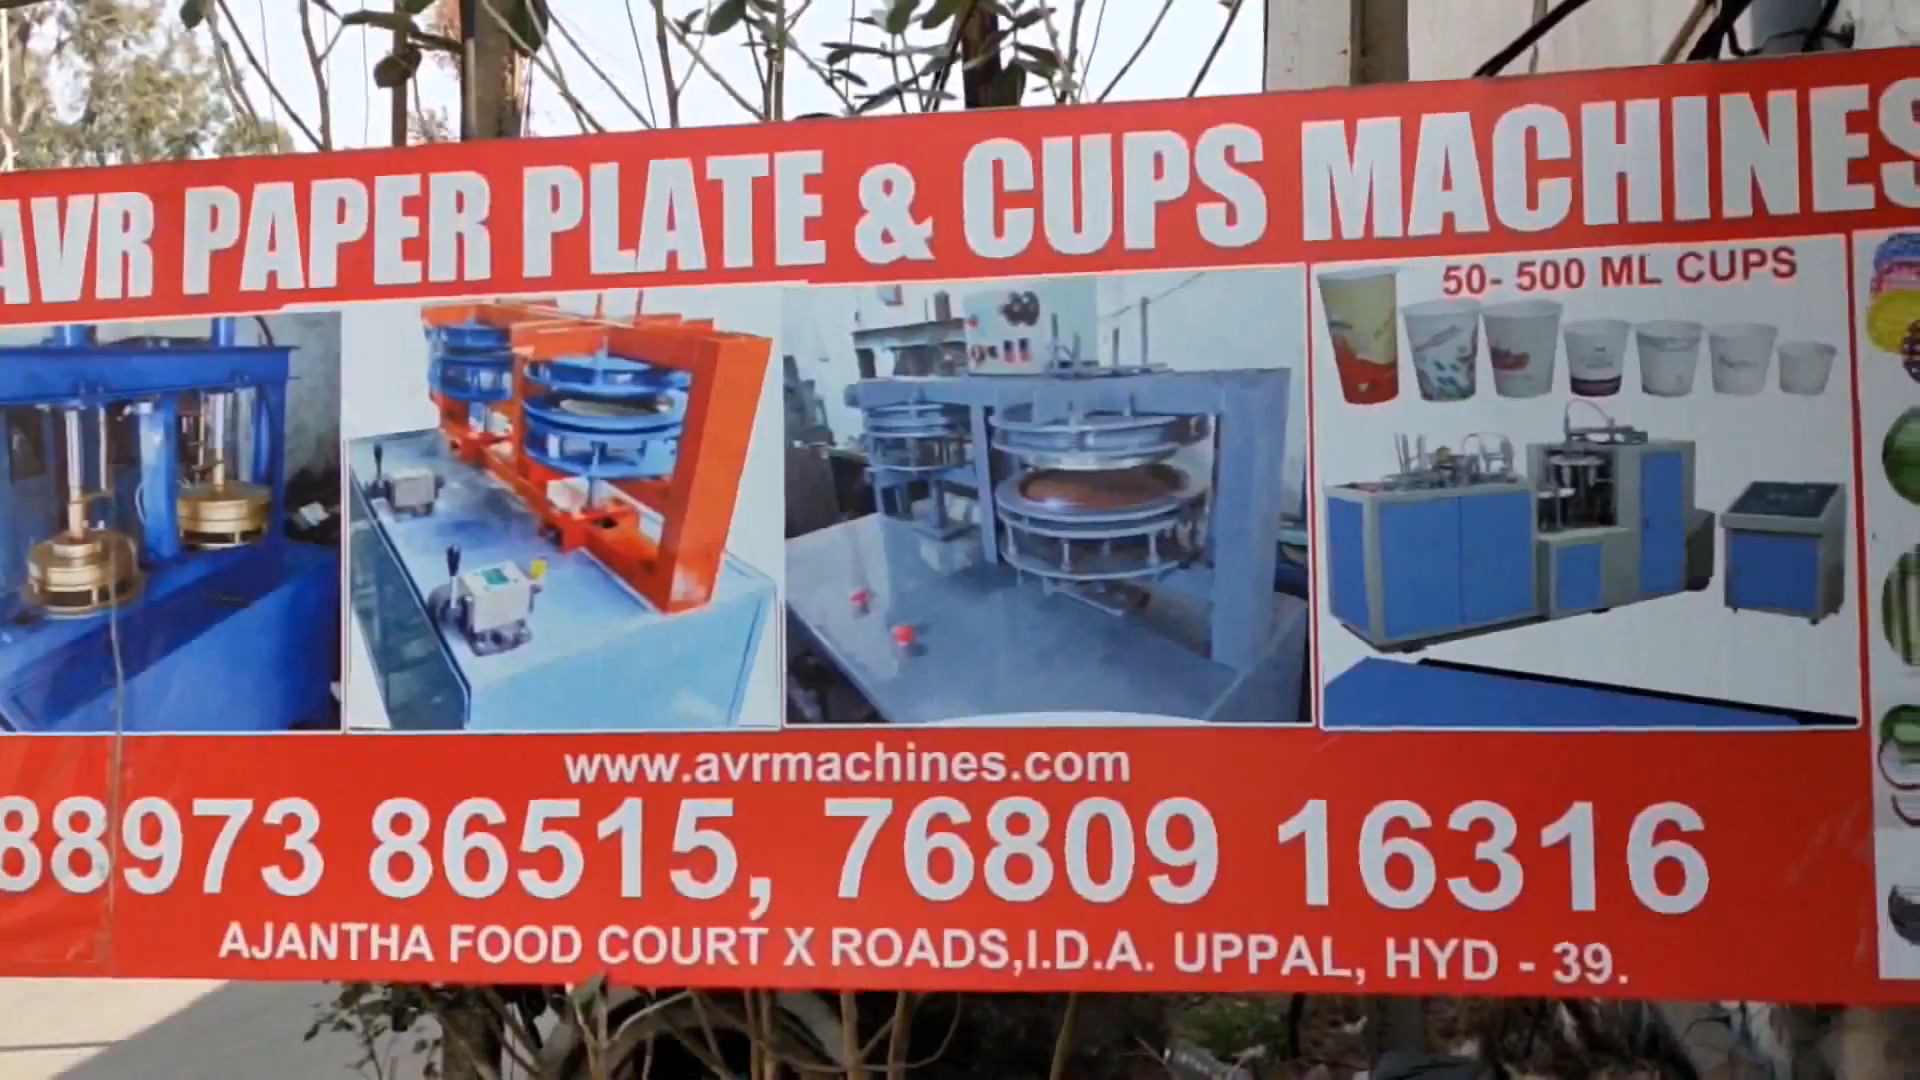 AVR PAPER PLATE & CUPS MACHINES
50- 500 ML CUPS
www.avrmachines.com
88973 86515, 76809 16316
AJANTHA FOOD COURT X ROADS,I.D.A. UPPAL, HYD - 39.